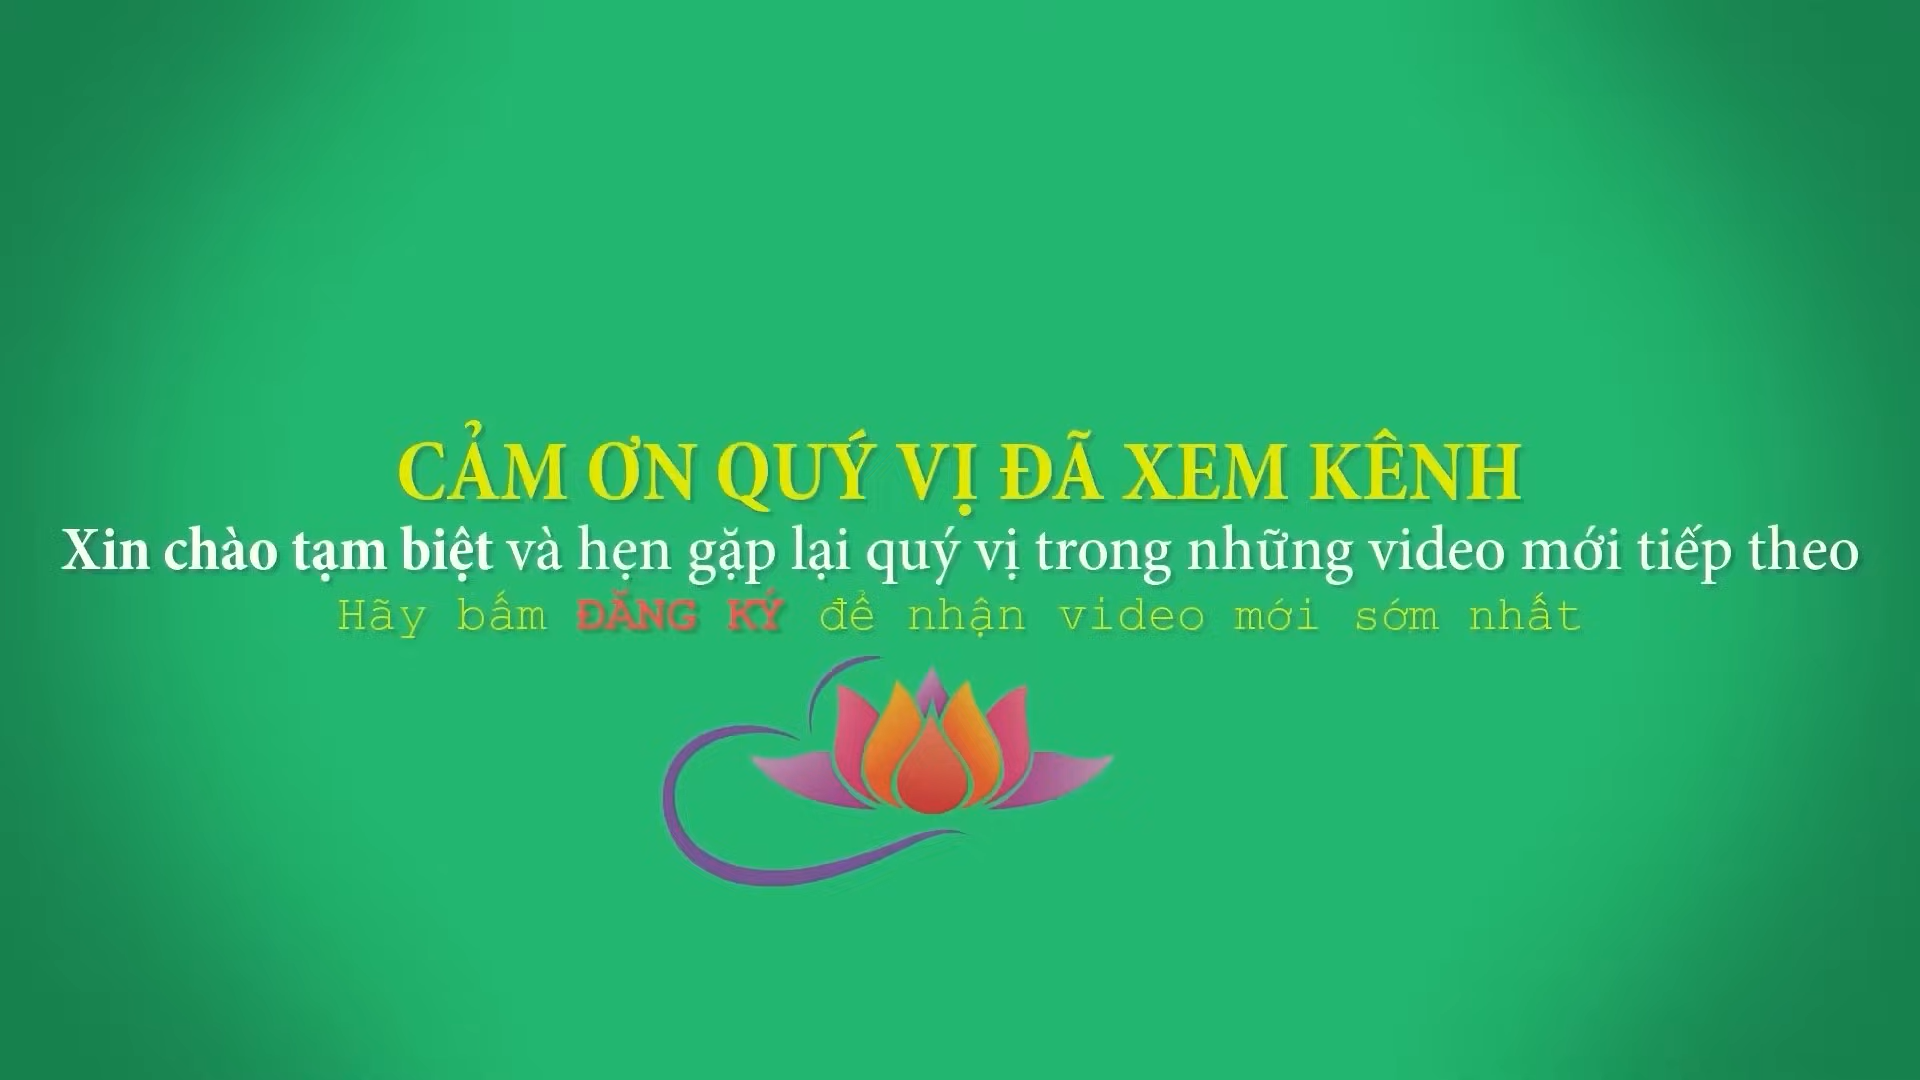 CẢM ƠN QUÝ VỊ ĐÃ XEM KÊNH
Xin chào tạm biệt và hẹn gặp lại quý vị trong những video mới tiếp theo
Hãy bấm ĐĂNG KÝ để nhận video mới sớm nhất